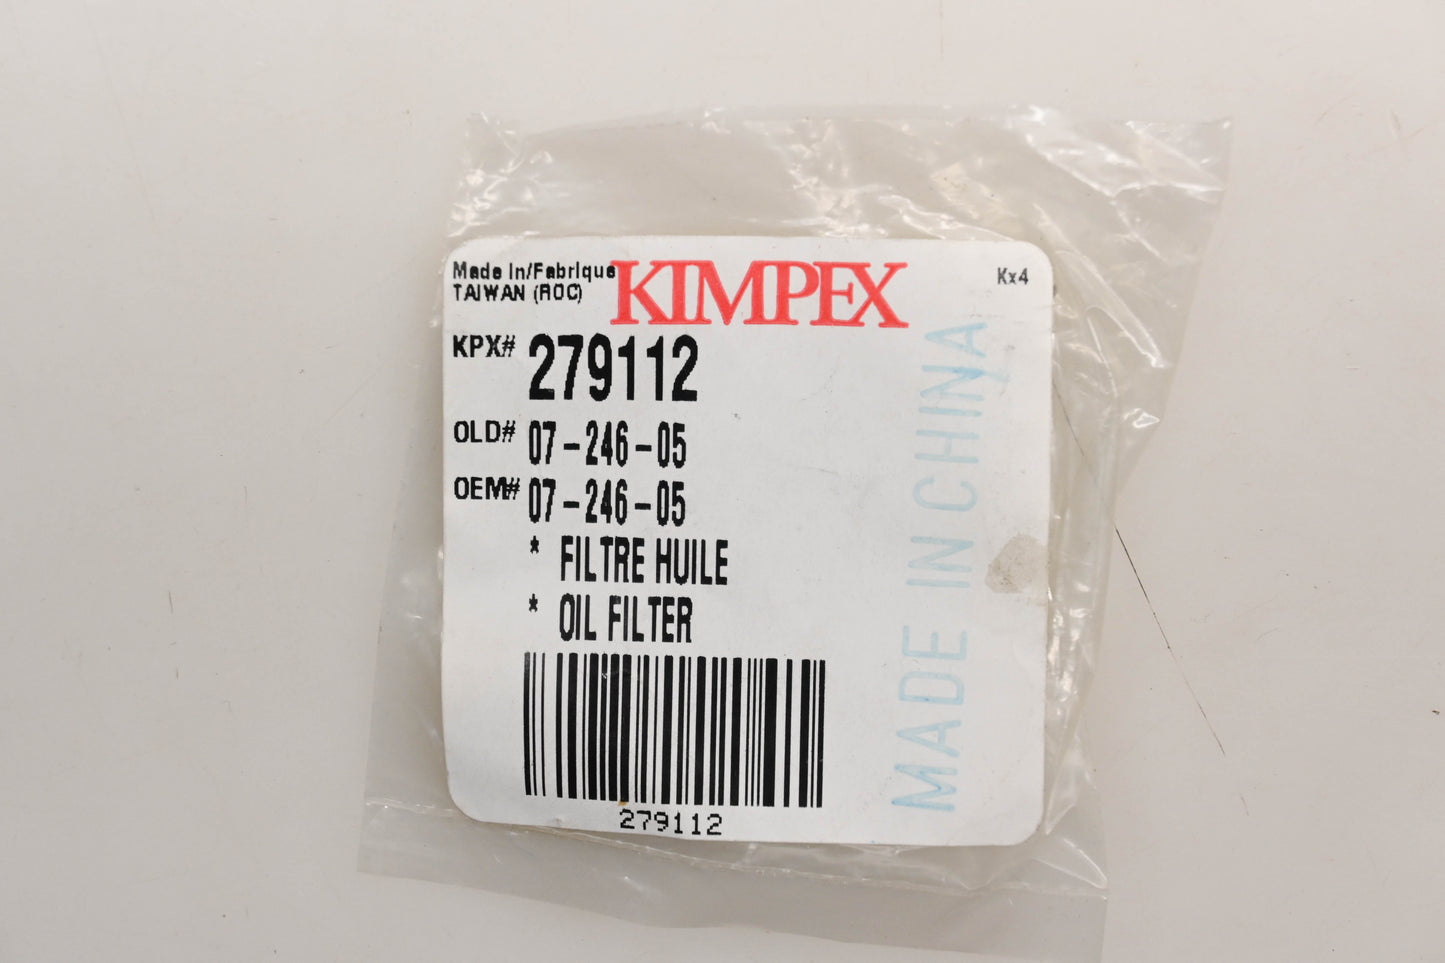 Made In/Fabrique
TAIWAN (ROC)
KIMPEX
Kx4
KPX# 279112
OLD# 07-246-05
OEM# 07-246-05
* FILTRE HUILE
* OIL FILTER
279112
MADE IN CHINA